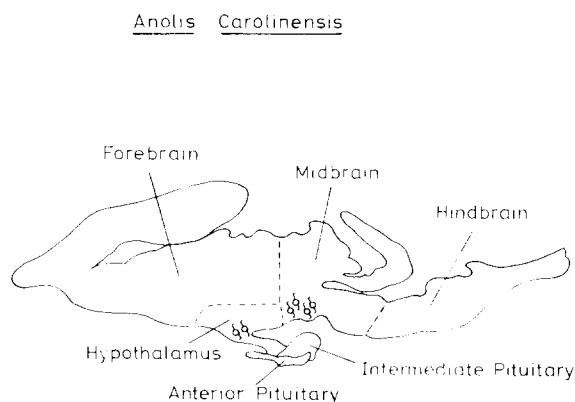 Anolis Carolinensis
Forebrain
Midbrain
Hindbrain
Hypothalamus
Intermediate Pituitary
Anterior Pituitary